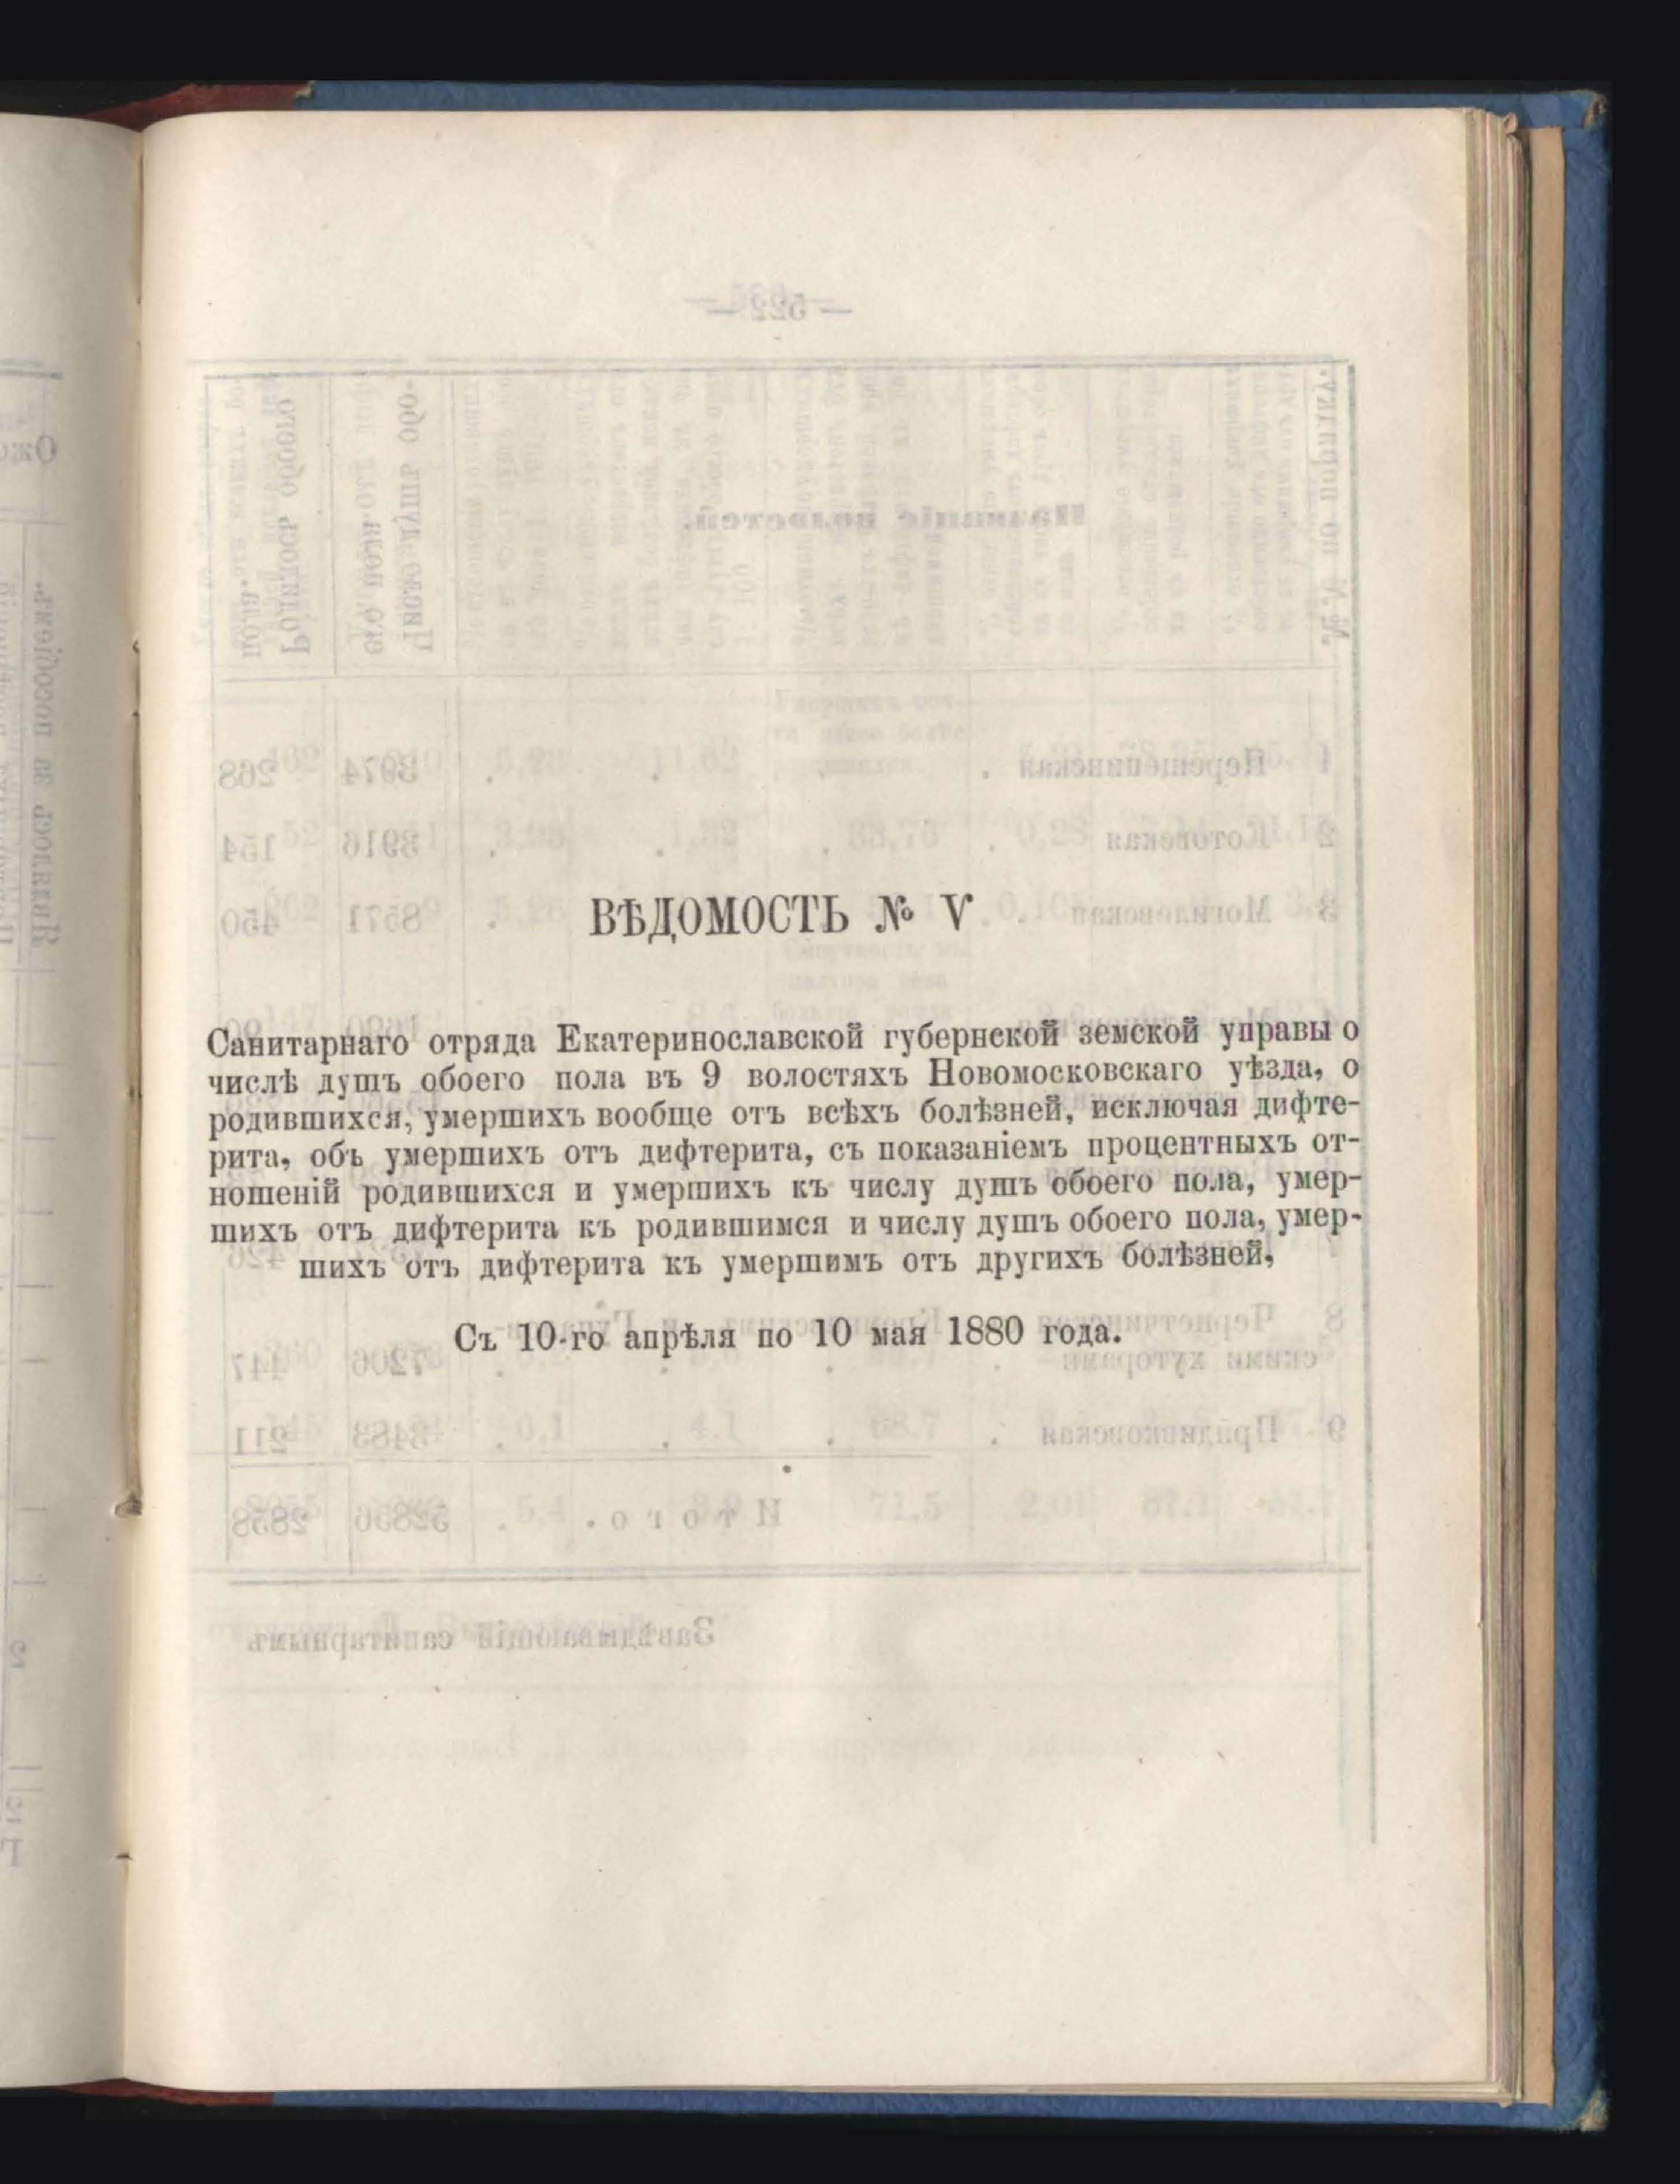 ВѢДОМОСТЬ № V
Санитарнаго отряда Екатеринославской губернской земской управы о
числѣ душъ обоего пола въ 9 волостяхъ Новомосковскаго уѣзда, о
родившихся, умершихъ вообще отъ всѣхъ болѣзней, исключая дифте-
рита, объ умершихъ отъ дифтерита, съ показаніемъ процентныхъ от-
ношеній родившихся и умершихъ къ числу душъ обоего пола, умер-
шихъ отъ дифтерита къ родившимся и числу душъ обоего пола, умер-
шихъ отъ дифтерита къ умершимъ отъ другихъ болѣзней,
Съ 10-го апрѣля по 10 мая 1880 года.